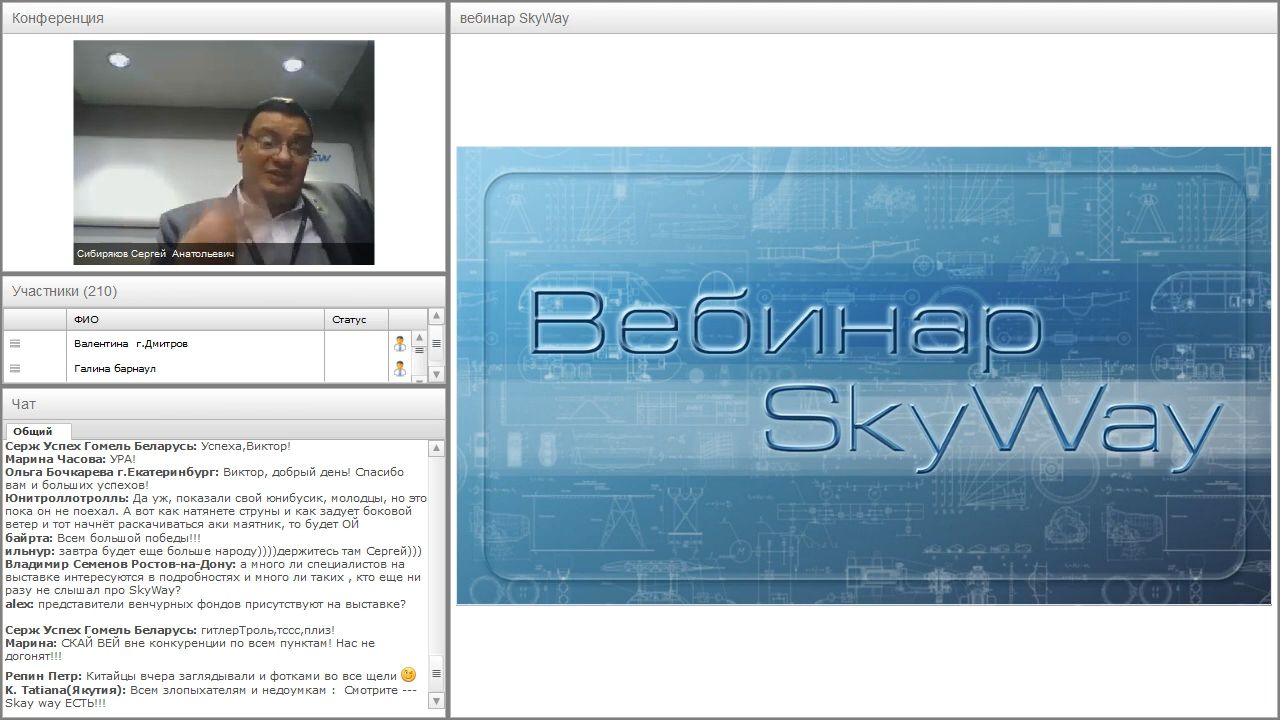 Конференция
SW
Сибиряков Сергей Анатольевич
Участники (210)
ФИО Статус
Валентина г.Дмитров
Галина барнаул
Чат
Общий
Серж Успех Гомель Беларусь: Успеха,Виктор!
Марина Часова: УРА!
Ольга Бочкарева г.Екатеринбург: Виктор, добрый день! Спасибо
вам и больших успехов!
Юнитроллотролль: Да уж, показали свой юнибусик, молодцы, но это
пока он не поехал. А вот как натянете струны и как задует боковой
ветер и тот начнёт раскачиваться аки маятник, то будет ОЙ
байрта: Всем большой победы!!!
ильнур: завтра будет еще больше народу))))держитесь там Сергей)))
Владимир Семенов Ростов-на-Дону: а много ли специалистов на
выставке интересуются в подробностях и много ли таких , кто еще ни
разу не слышал про SkyWay?
alex: представители венчурных фондов присутствуют на выставке?
Серж Успех Гомель Беларусь: гитлерТроль,тссс,плиз!
Марина: СКАЙ ВЕЙ вне конкуренции по всем пунктам! Нас не
догонят!!!
Репин Петр: Китайцы вчера заглядывали и фотками во все щели
K. Tatiana(Якутия): Всем злопыхателям и недоумкам : Смотрите ---
Skay way ЕСТЬ!!!
вебинар SkyWay
Вебинар
SkyWay